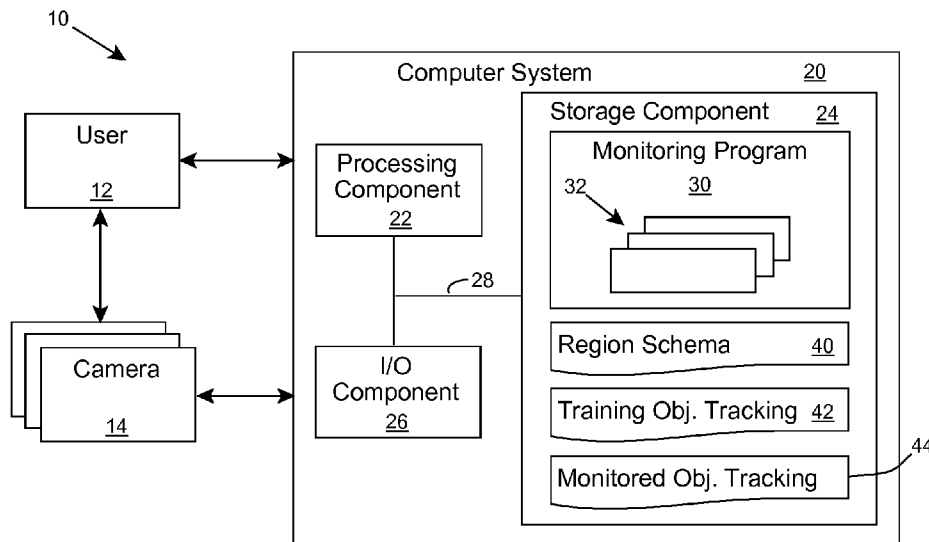 10
Computer System 20
User
12
Storage Component 24
Processing
Component
22
Monitoring Program
30
32
28
Camera
14
I/O
Component
26
Region Schema 40
Training Obj. Tracking 42
Monitored Obj. Tracking
44